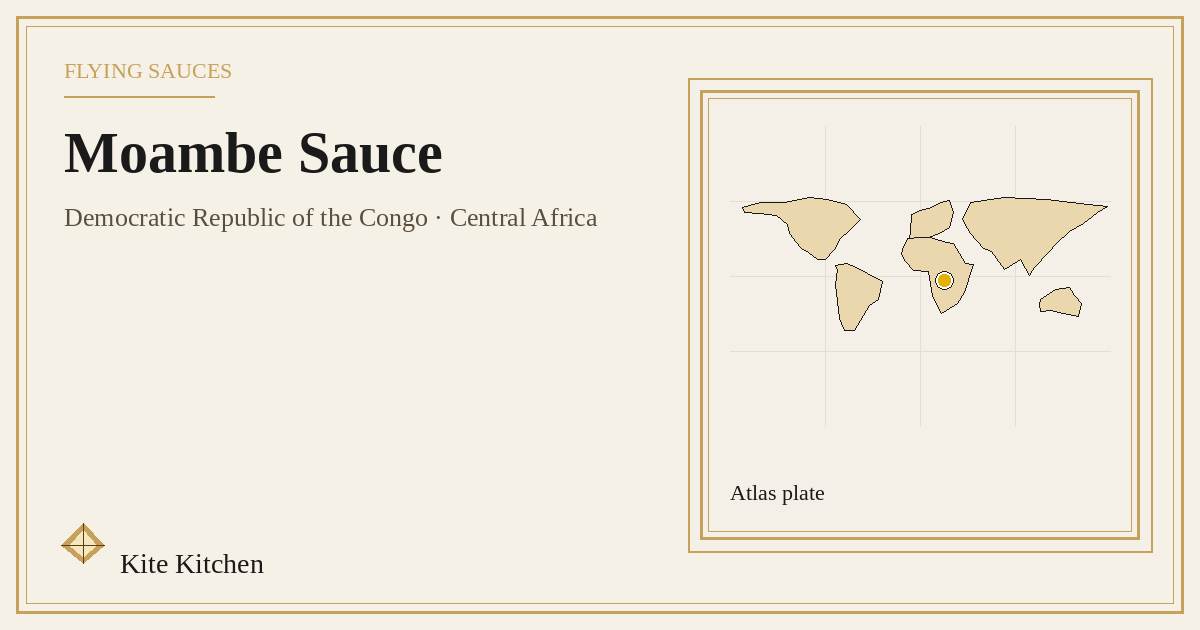 FLYING SAUCES
Moambe Sauce
Democratic Republic of the Congo · Central Africa
Atlas plate
Kite Kitchen